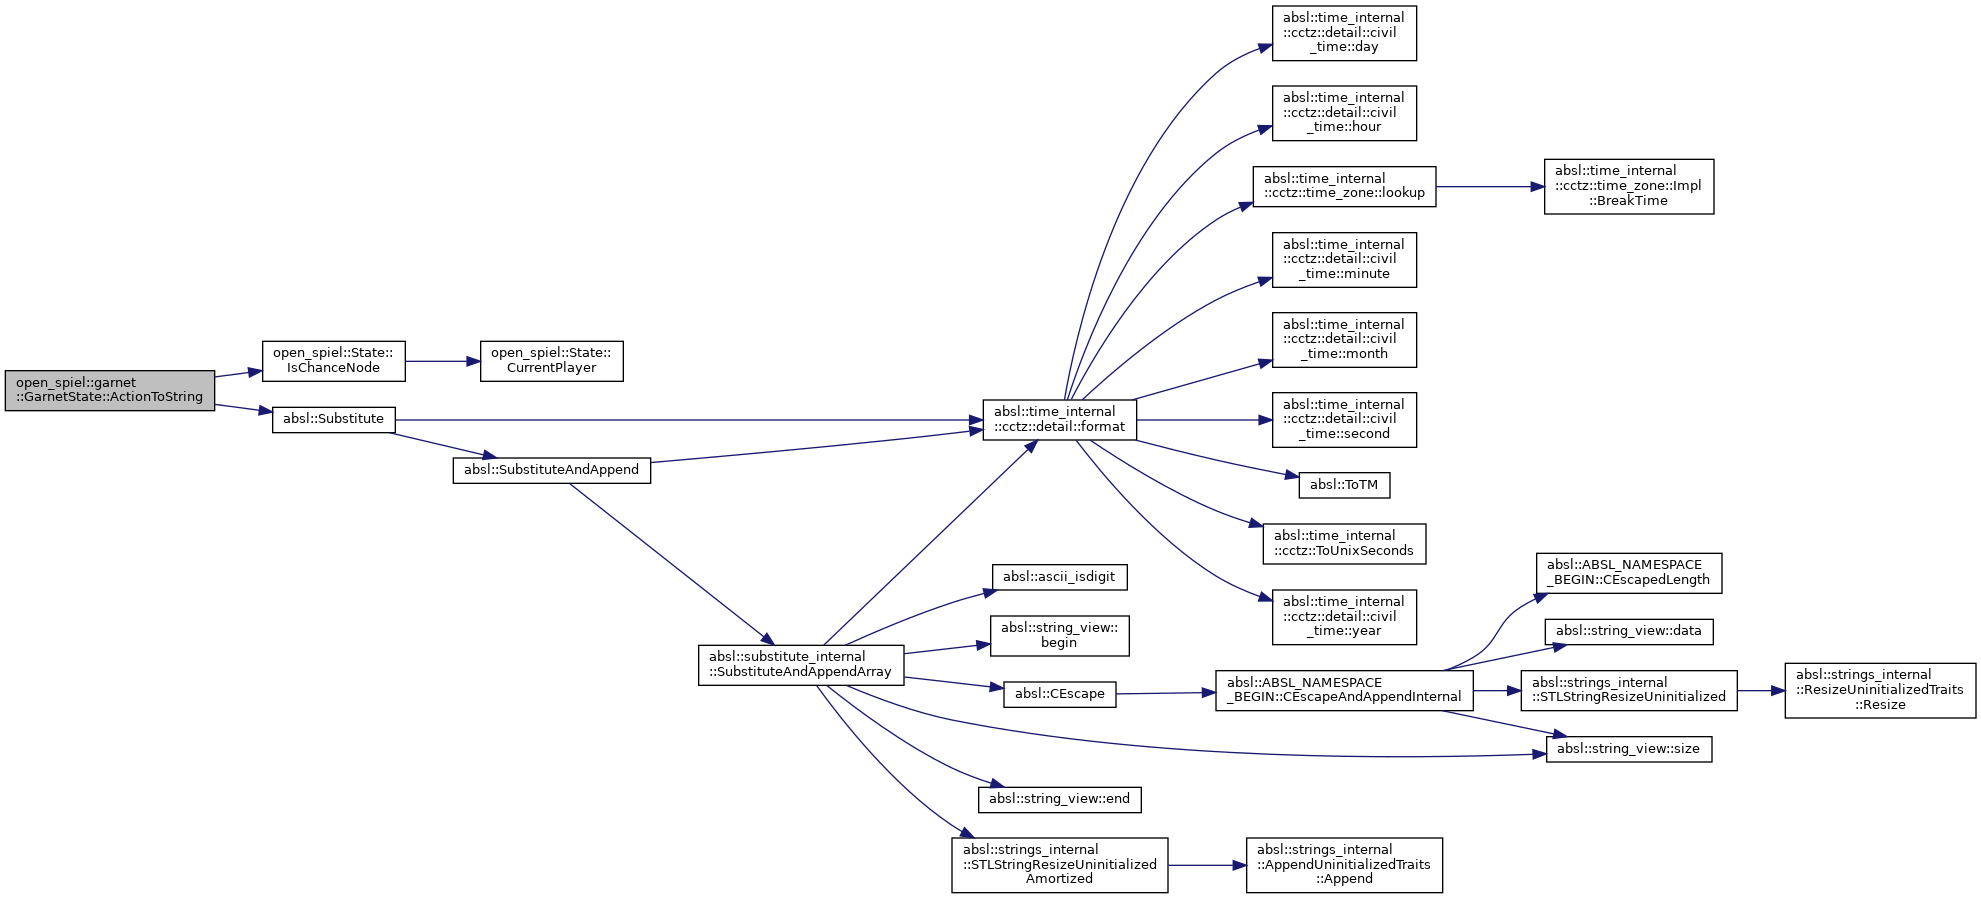 open_spiel::garnet
::GarnetState::ActionToString
open_spiel::State::
IsChanceNode
open_spiel::State::
CurrentPlayer
absl::Substitute
absl::SubstituteAndAppend
absl::time_internal
::cctz::detail::format
absl::time_internal
::cctz::detail::civil
_time::day
absl::time_internal
::cctz::detail::civil
_time::hour
absl::time_internal
::cctz::time_zone::lookup
absl::time_internal
::cctz::time_zone::Impl
::BreakTime
absl::time_internal
::cctz::detail::civil
_time::minute
absl::time_internal
::cctz::detail::civil
_time::month
absl::time_internal
::cctz::detail::civil
_time::second
absl::ToTM
absl::time_internal
::cctz::ToUnixSeconds
absl::time_internal
::cctz::detail::civil
_time::year
absl::substitute_internal
::SubstituteAndAppendArray
absl::ascii_isdigit
absl::string_view::
begin
absl::CEscape
absl::ABSL_NAMESPACE
_BEGIN::CEscapeAndAppendInternal
absl::ABSL_NAMESPACE
_BEGIN::CEscapedLength
absl::string_view::data
absl::strings_internal
::STLStringResizeUninitialized
absl::strings_internal
::ResizeUninitializedTraits
::Resize
absl::string_view::size
absl::string_view::end
absl::strings_internal
::STLStringResizeUninitialized
Amortized
absl::strings_internal
::AppendUninitializedTraits
::Append